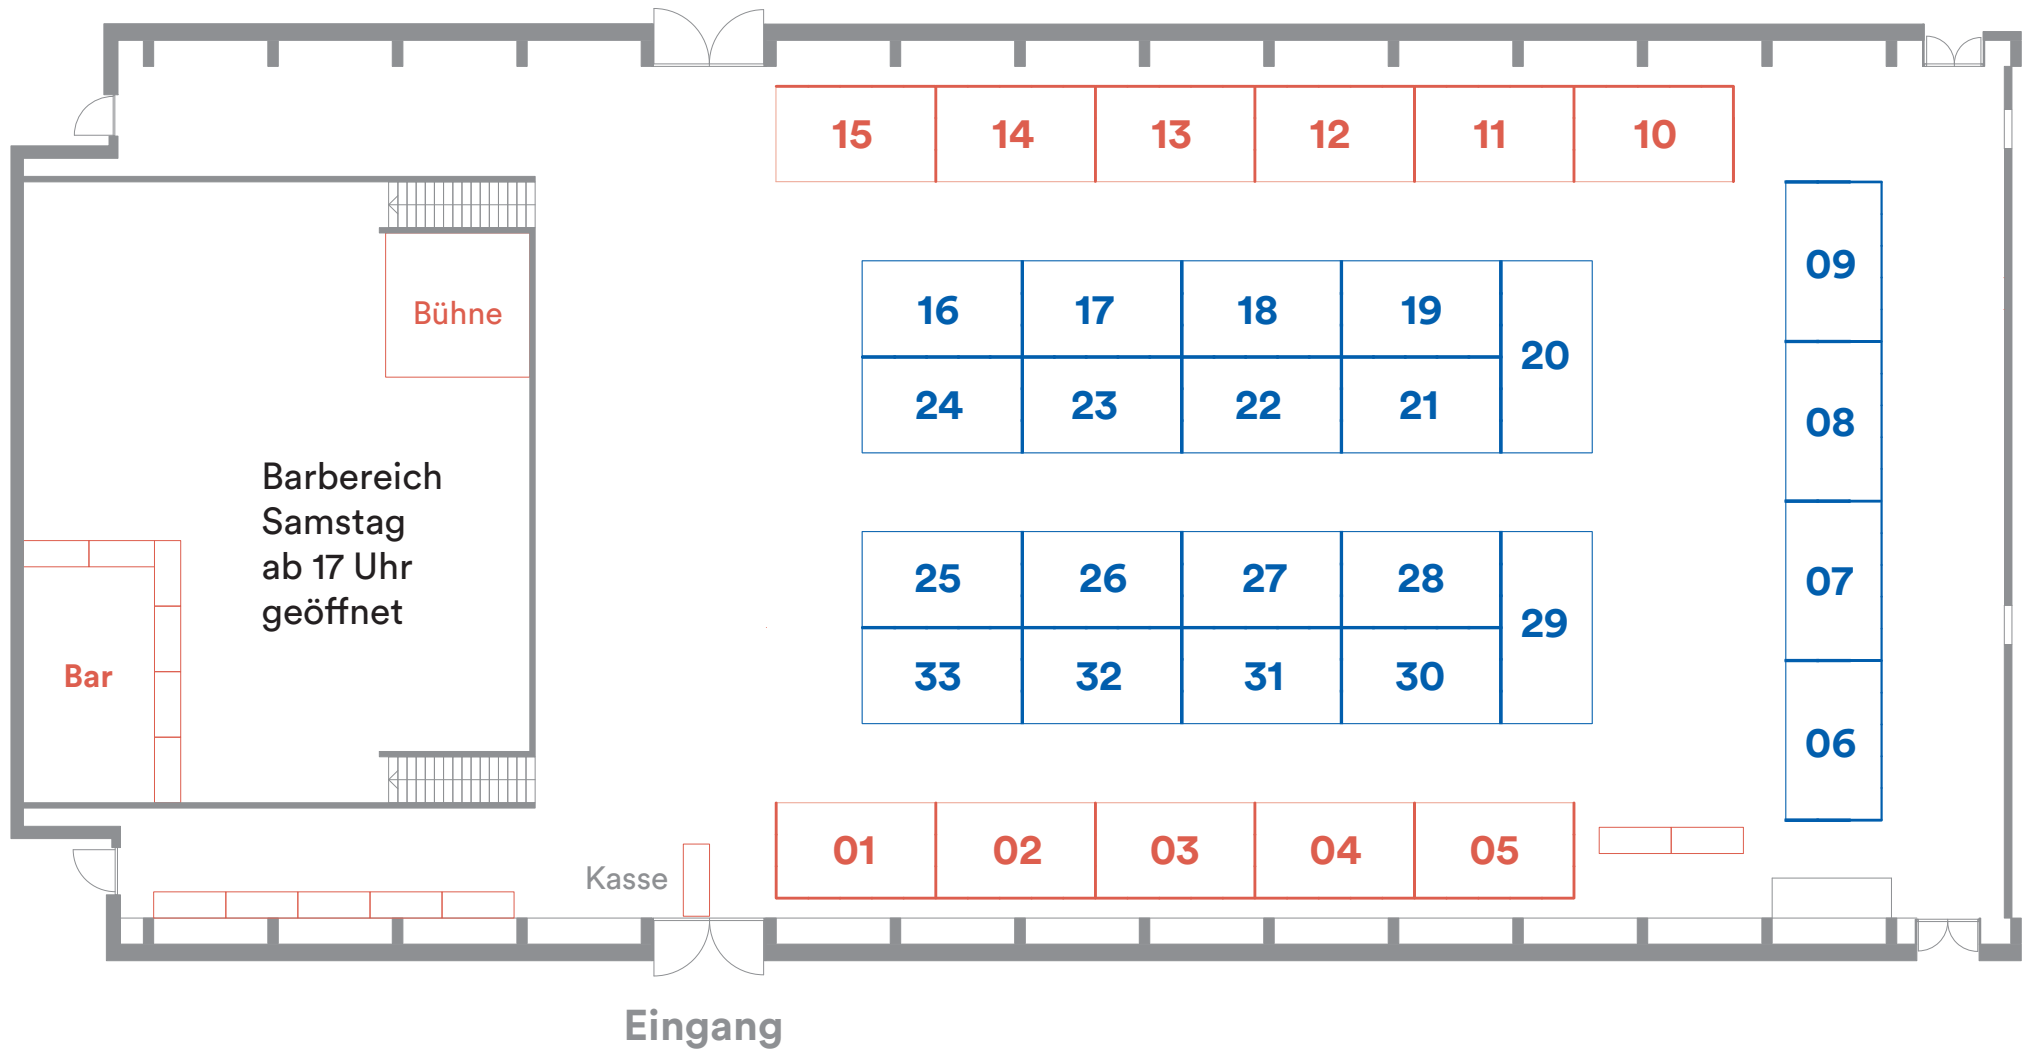 15 14 13 12 11 10
09
16 17 18 19
20
24 23 22 21
08
Bühne
Barbereich
Samstag
ab 17 Uhr
geöffnet
25 26 27 28
29
33 32 31 30
07
06
Bar
01 02 03 04 05
Kasse
Eingang